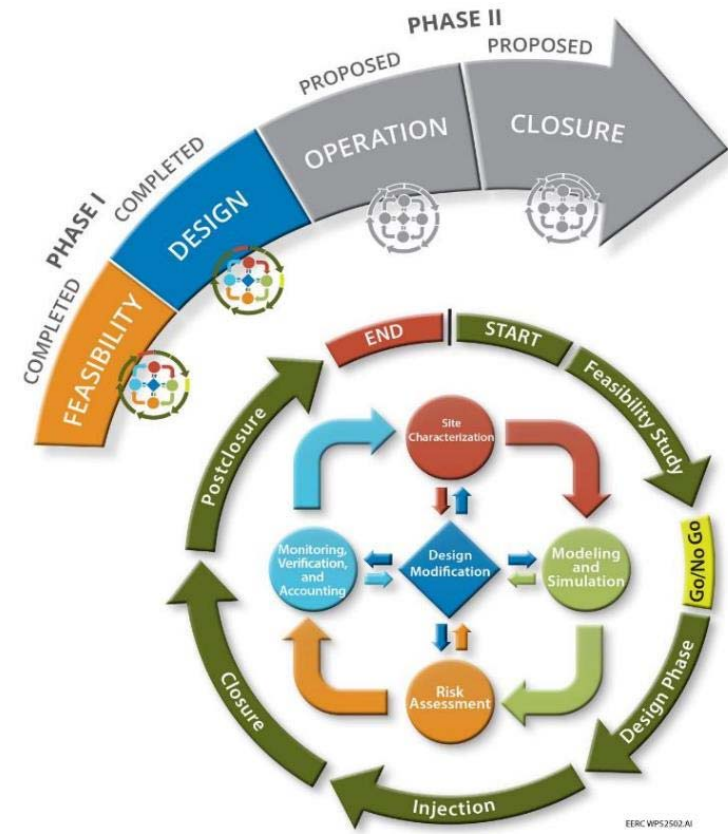 PHASE II
PROPOSED
PROPOSED
OPERATION
CLOSURE
PHASE I
COMPLETED
COMPLETED
DESIGN
FEASIBILITY
END
START
Feasibility Study
Go/No Go
Design Phase
Injection
Closure
Postclosure
Site
Characterization
Monitoring,
Verification,
and
Accounting
Design
Modification
Modeling
and
Simulation
Risk
Assessment
EERC WP52502.AI